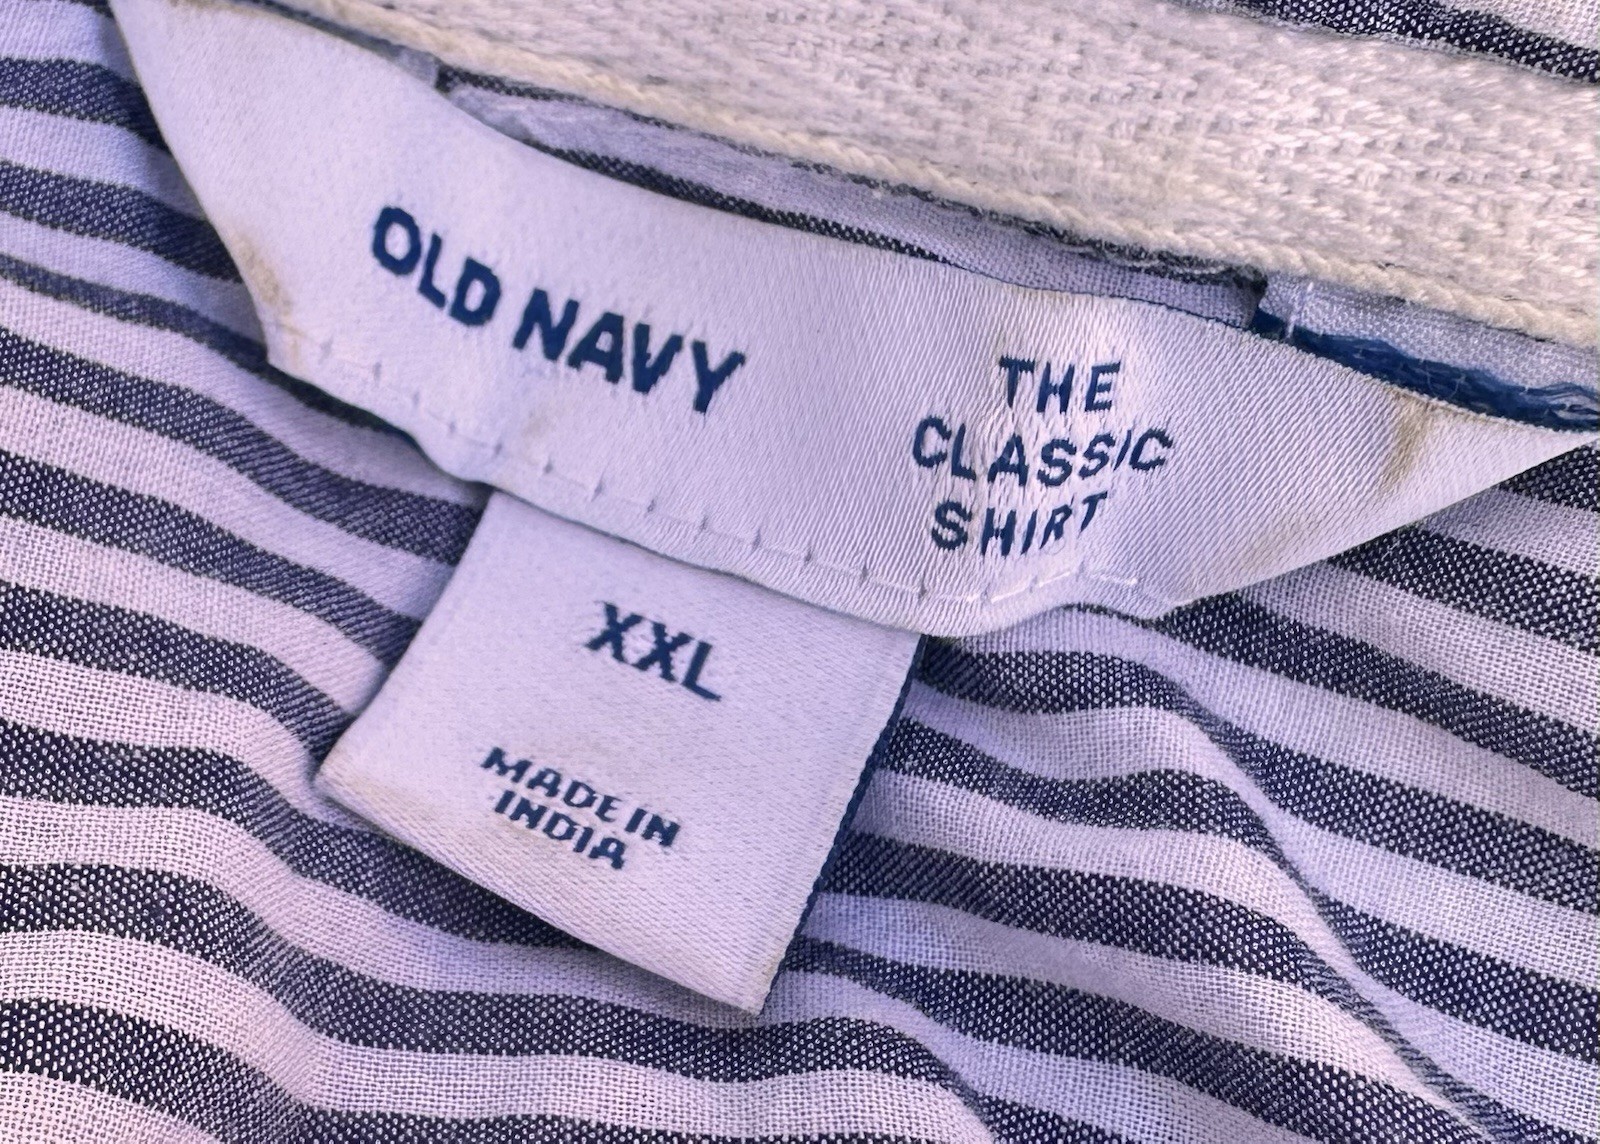 OLD NAVY
THE
CLASSIC
SHIRT
XXL
MADE IN
INDIA